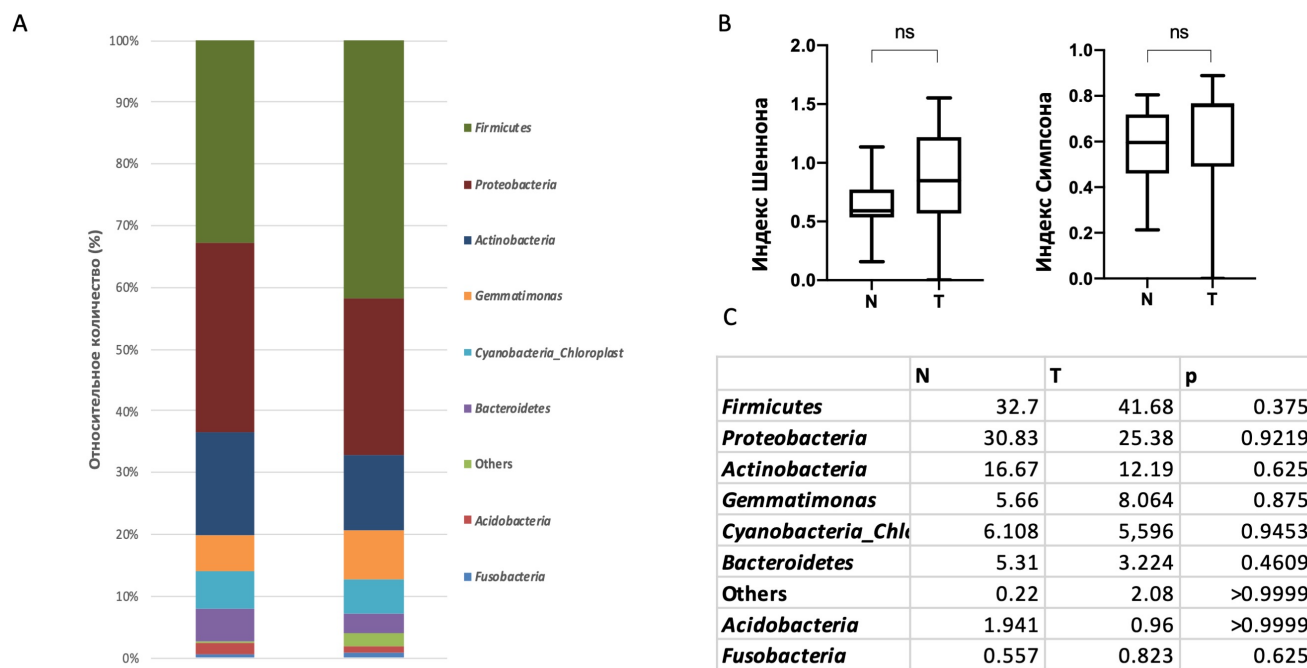 A
Относительное количество (%)
100%
90%
80%
70%
60%
50%
40%
30%
20%
10%
0%
Firmicutes
Proteobacteria
Actinobacteria
Gemmatimonas
Cyanobacteria_Chloroplast
Bacteroidetes
Others
Acidobacteria
Fusobacteria
B
ns
Индекс Шеннона
2.0
1.5
1.0
0.5
0.0
N T
ns
Индекс Симпсона
1.0
0.8
0.6
0.4
0.2
0.0
N T
C
N T p
Firmicutes 32.7 41.68 0.375
Proteobacteria 30.83 25.38 0.9219
Actinobacteria 16.67 12.19 0.625
Gemmatimonas 5.66 8.064 0.875
Cyanobacteria_Chlo 6.108 5,596 0.9453
Bacteroidetes 5.31 3.224 0.4609
Others 0.22 2.08 >0.9999
Acidobacteria 1.941 0.96 >0.9999
Fusobacteria 0.557 0.823 0.625